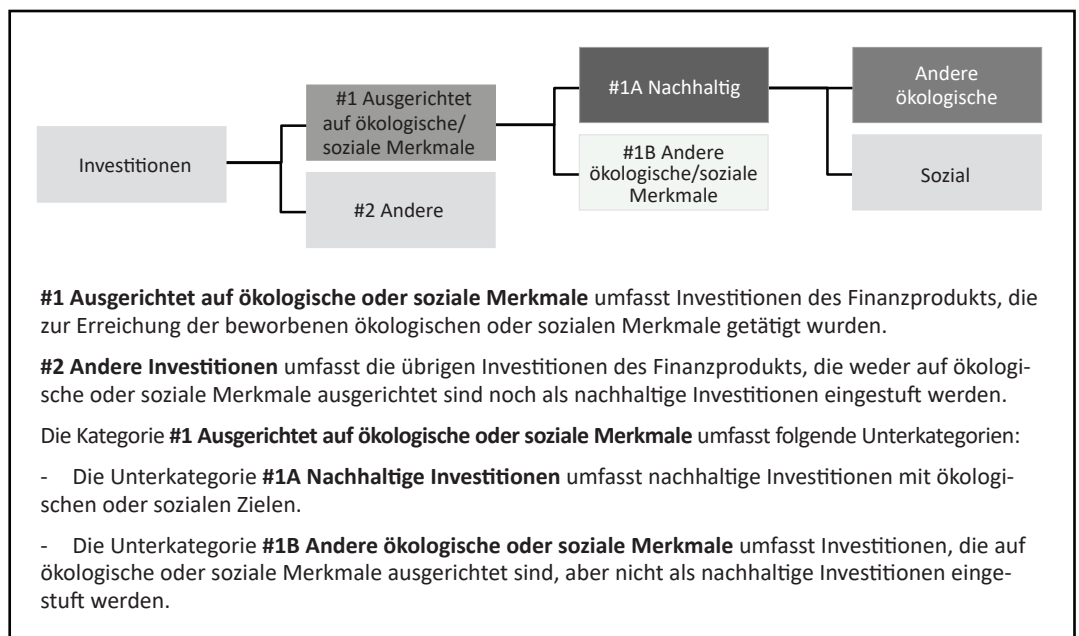 Investitionen
#1 Ausgerichtet
auf ökologische/
soziale Merkmale
#2 Andere
#1A Nachhaltig
#1B Andere
ökologische/soziale
Merkmale
Andere
ökologische
Sozial
#1 Ausgerichtet auf ökologische oder soziale Merkmale umfasst Investitionen des Finanzprodukts, die
zur Erreichung der beworbenen ökologischen oder sozialen Merkmale getätigt wurden.
#2 Andere Investitionen umfasst die übrigen Investitionen des Finanzprodukts, die weder auf ökologi-
sche oder soziale Merkmale ausgerichtet sind noch als nachhaltige Investitionen eingestuft werden.
Die Kategorie #1 Ausgerichtet auf ökologische oder soziale Merkmale umfasst folgende Unterkategorien:
- Die Unterkategorie #1A Nachhaltige Investitionen umfasst nachhaltige Investitionen mit ökologi-
schen oder sozialen Zielen.
- Die Unterkategorie #1B Andere ökologische oder soziale Merkmale umfasst Investitionen, die auf
ökologische oder soziale Merkmale ausgerichtet sind, aber nicht als nachhaltige Investitionen einge-
stuft werden.